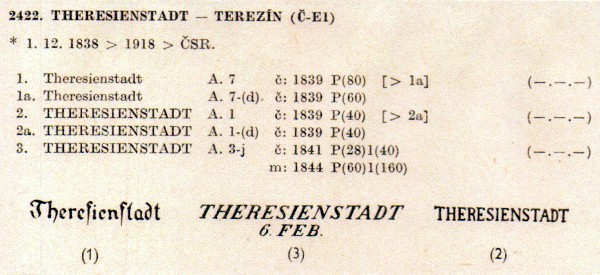 2422. THERESIENSTADT — TEREZÍN (Č-E1)
* 1. 12. 1838 > 1918 > ČSR.
1. Theresienstadt A. 7 č: 1839 P(80) [> 1a] (—.—.—)
1a. Theresienstadt A. 7-(d) č: 1839 P(60)
2. THERESIENSTADT A. 1 č: 1839 P(40) [> 2a] (—.—.—)
2a. THERESIENSTADT A. 1-(d) č: 1839 P(40)
3. THERESIENSTADT A. 3-j č: 1841 P(28)1(40) (—.—.—)
m: 1844 P(60)1(160)
Theresienstadt THERESIENSTADT THERESIENSTADT
6. FEB.
(1) (3) (2)